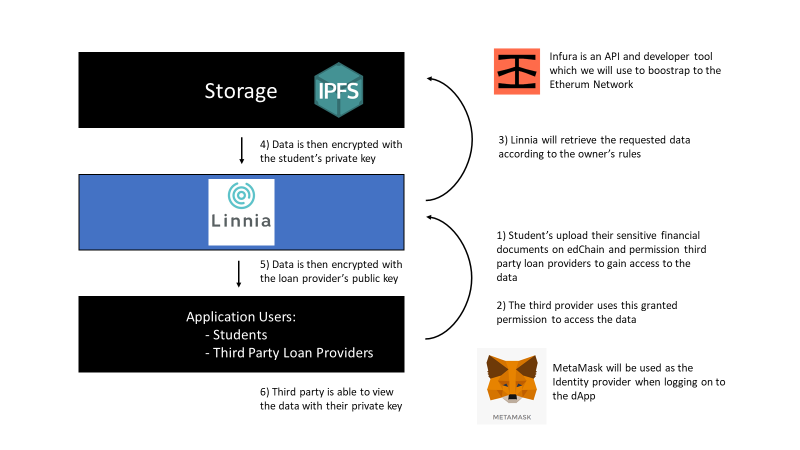 Storage
IPFS
4) Data is then encrypted with
the student's private key
Linnia
5) Data is then encrypted with
the loan provider's public key
Application Users:
- Students
- Third Party Loan Providers
6) Third party is able to view
the data with their private key
Infura is an API and developer tool
which we will use to boostrap to the
Etherum Network
3) Linnia will retrieve the requested data
according to the owner's rules
1) Student's upload their sensitive financial
documents on edChain and permission third
party loan providers to gain access to the
data
2) The third provider uses this granted
permission to access the data
MetaMask will be used as the
Identity provider when logging on to
the dApp
METAMASK